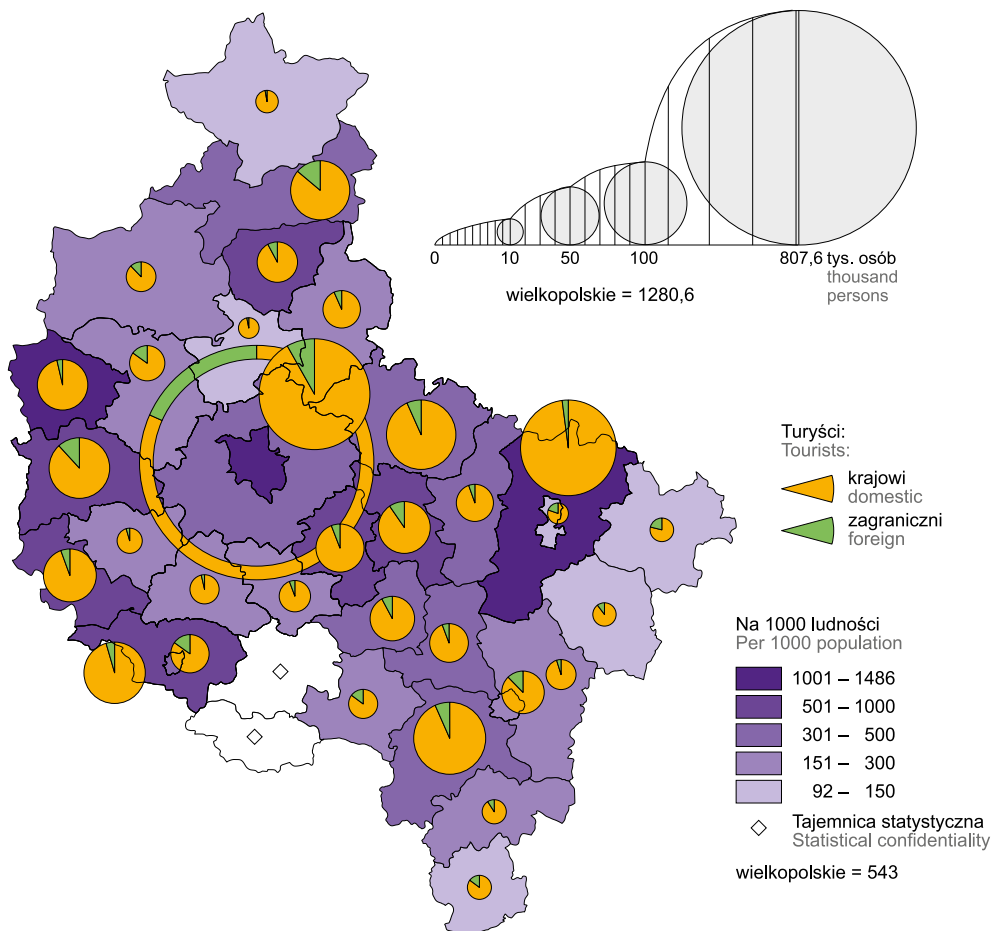 0 10 50 100 807,6 tys. osób
thousand
persons
wielkopolskie = 1280,6
Turyści:
Tourists:
krajowi
domestic
zagraniczni
foreign
Na 1000 ludności
Per 1000 population
1001 – 1486
501 – 1000
301 – 500
151 – 300
92 – 150
Tajemnica statystyczna
Statistical confidentiality
wielkopolskie = 543